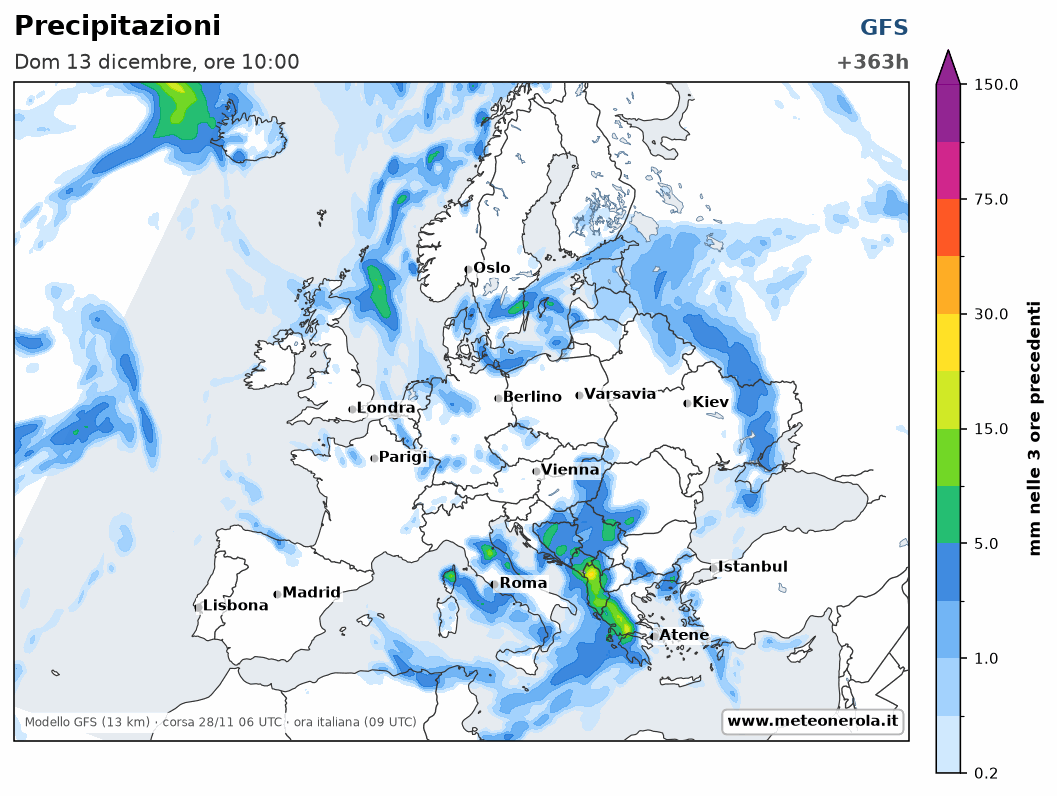 Precipitazioni
GFS
Dom 13 dicembre, ore 10:00
+363h
150.0
75.0
30.0
15.0
5.0
1.0
0.2
mm nelle 3 ore precedenti
Oslo
Berlino
Varsavia
Kiev
Londra
Parigi
Vienna
Istanbul
Roma
Madrid
Lisbona
Atene
Modello GFS (13 km) · corsa 28/11 06 UTC · ora italiana (09 UTC)
www.meteonerola.it